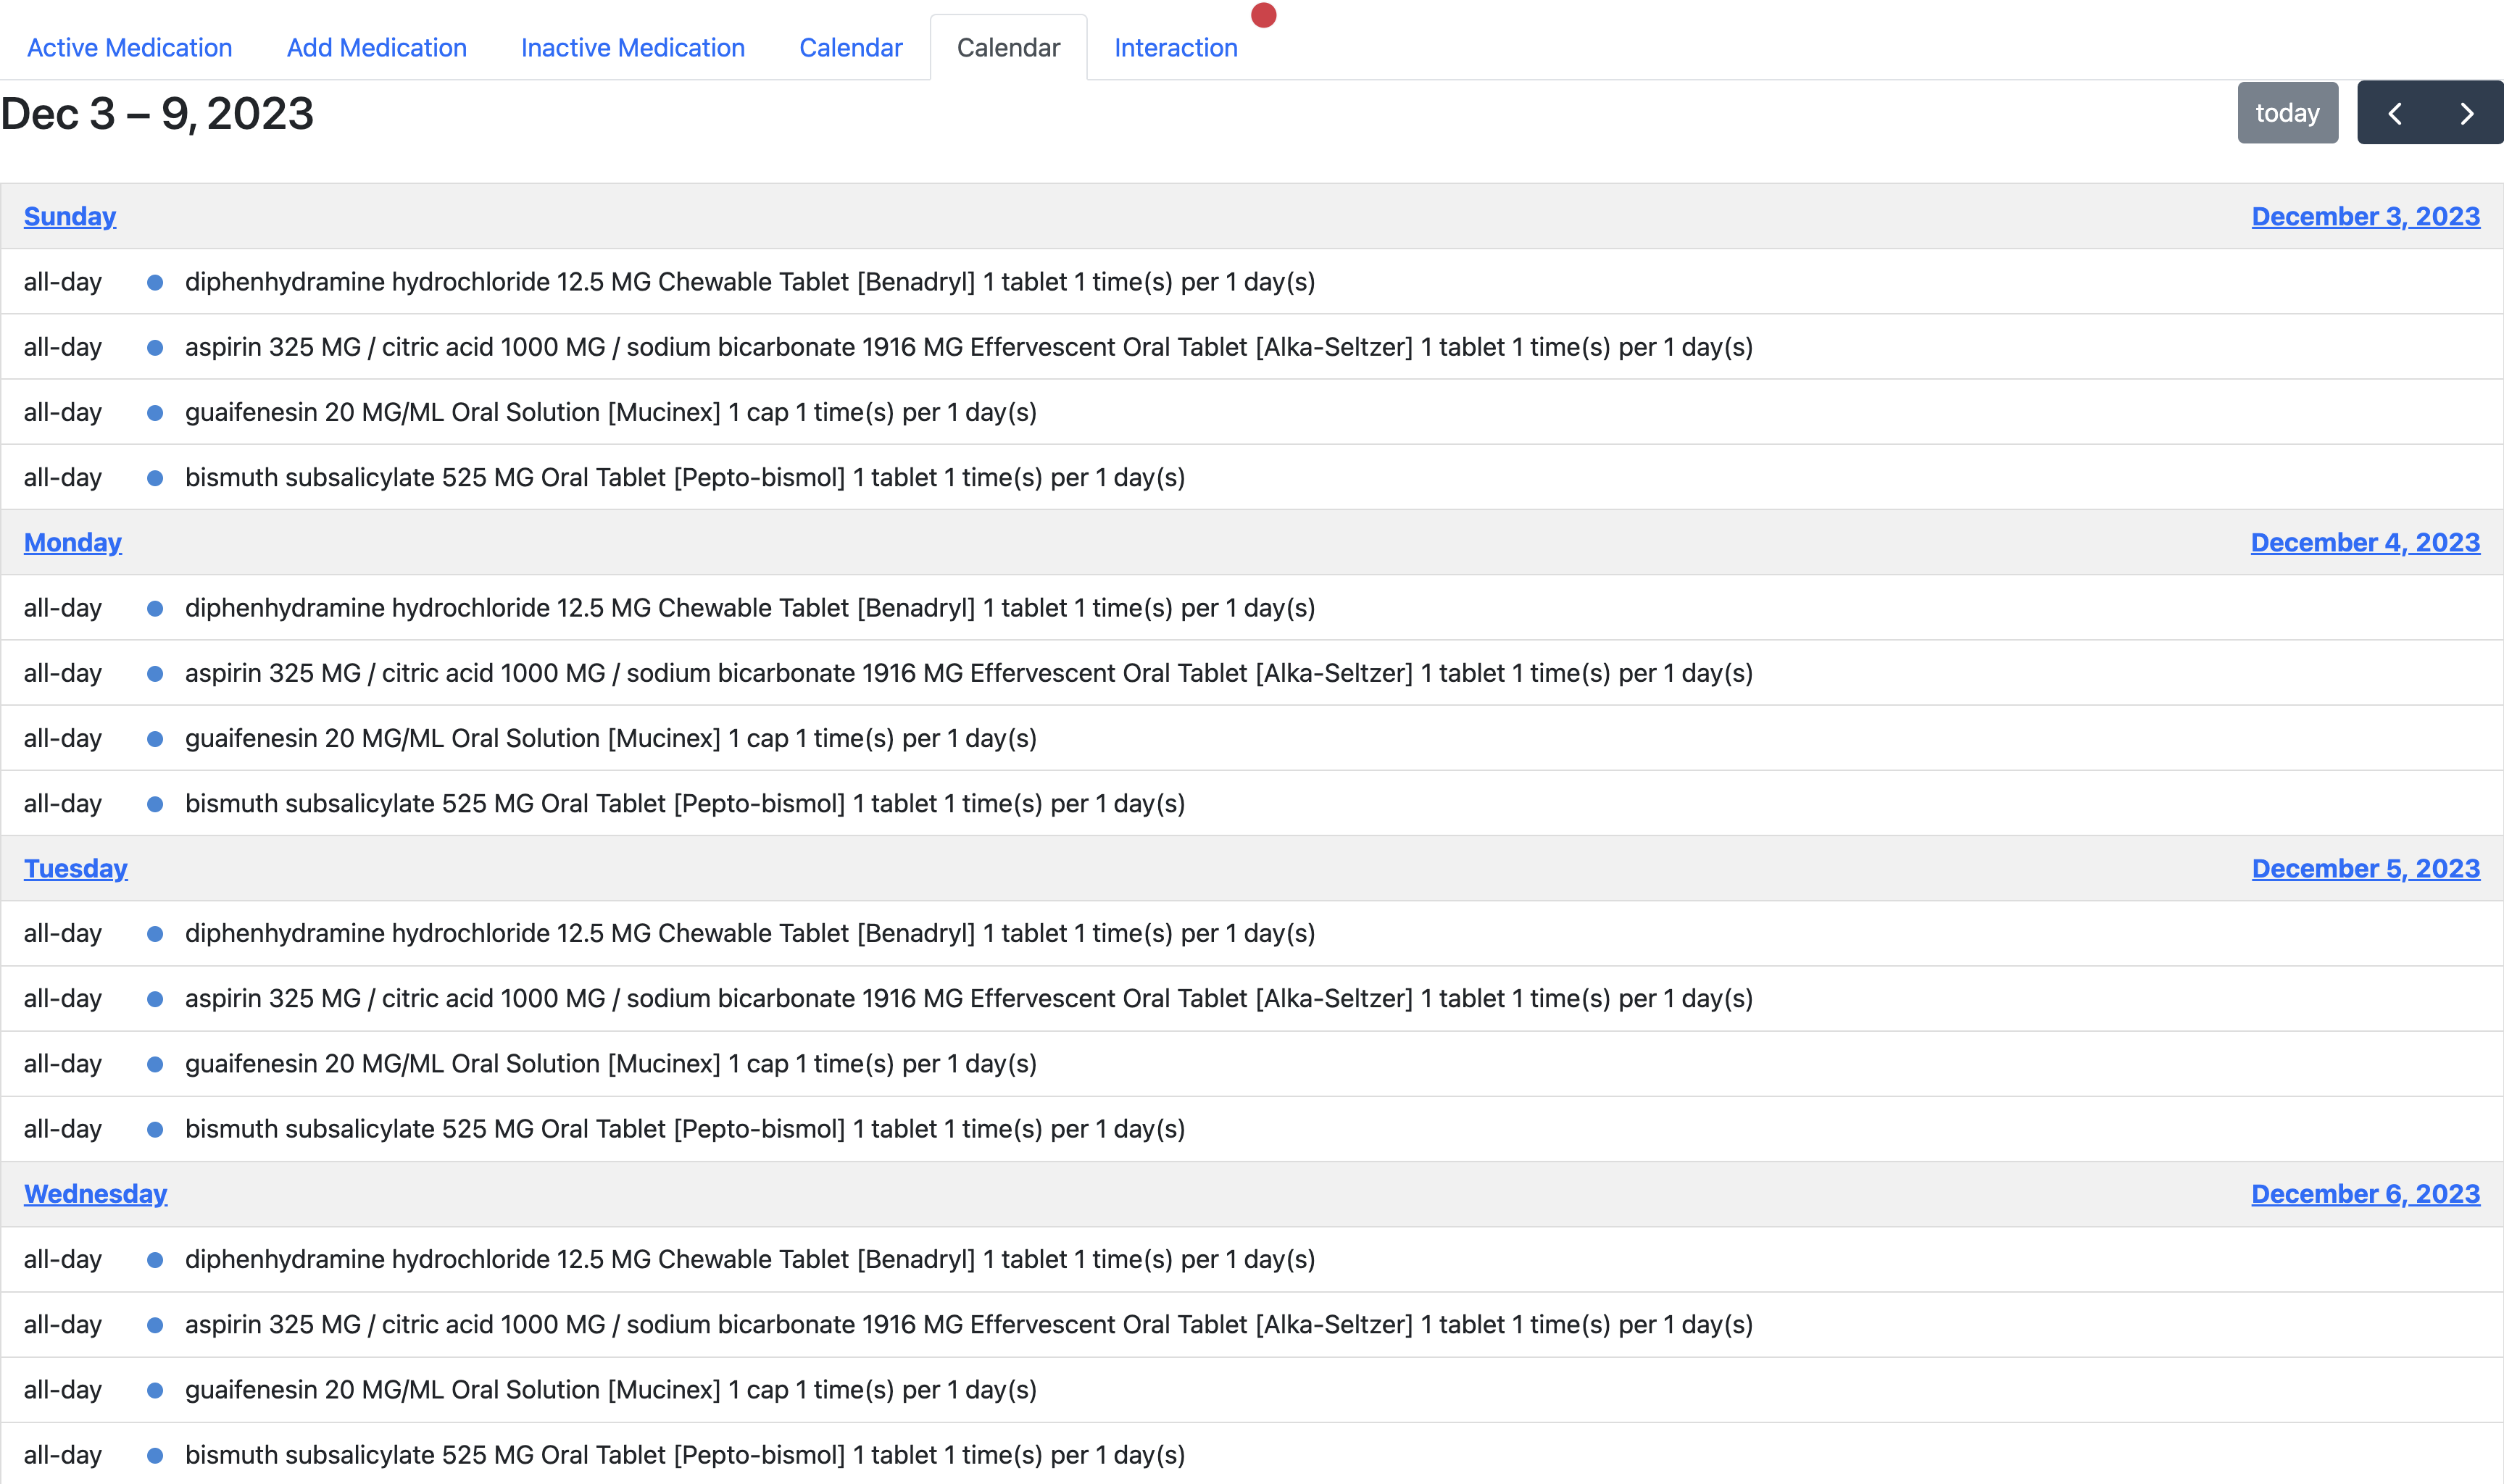 Active Medication Add Medication Inactive Medication Calendar Calendar Interaction
Dec 3 – 9, 2023 today
Sunday December 3, 2023
all-day diphenhydramine hydrochloride 12.5 MG Chewable Tablet [Benadryl] 1 tablet 1 time(s) per 1 day(s)
all-day aspirin 325 MG / citric acid 1000 MG / sodium bicarbonate 1916 MG Effervescent Oral Tablet [Alka-Seltzer] 1 tablet 1 time(s) per 1 day(s)
all-day guaifenesin 20 MG/ML Oral Solution [Mucinex] 1 cap 1 time(s) per 1 day(s)
all-day bismuth subsalicylate 525 MG Oral Tablet [Pepto-bismol] 1 tablet 1 time(s) per 1 day(s)
Monday December 4, 2023
all-day diphenhydramine hydrochloride 12.5 MG Chewable Tablet [Benadryl] 1 tablet 1 time(s) per 1 day(s)
all-day aspirin 325 MG / citric acid 1000 MG / sodium bicarbonate 1916 MG Effervescent Oral Tablet [Alka-Seltzer] 1 tablet 1 time(s) per 1 day(s)
all-day guaifenesin 20 MG/ML Oral Solution [Mucinex] 1 cap 1 time(s) per 1 day(s)
all-day bismuth subsalicylate 525 MG Oral Tablet [Pepto-bismol] 1 tablet 1 time(s) per 1 day(s)
Tuesday December 5, 2023
all-day diphenhydramine hydrochloride 12.5 MG Chewable Tablet [Benadryl] 1 tablet 1 time(s) per 1 day(s)
all-day aspirin 325 MG / citric acid 1000 MG / sodium bicarbonate 1916 MG Effervescent Oral Tablet [Alka-Seltzer] 1 tablet 1 time(s) per 1 day(s)
all-day guaifenesin 20 MG/ML Oral Solution [Mucinex] 1 cap 1 time(s) per 1 day(s)
all-day bismuth subsalicylate 525 MG Oral Tablet [Pepto-bismol] 1 tablet 1 time(s) per 1 day(s)
Wednesday December 6, 2023
all-day diphenhydramine hydrochloride 12.5 MG Chewable Tablet [Benadryl] 1 tablet 1 time(s) per 1 day(s)
all-day aspirin 325 MG / citric acid 1000 MG / sodium bicarbonate 1916 MG Effervescent Oral Tablet [Alka-Seltzer] 1 tablet 1 time(s) per 1 day(s)
all-day guaifenesin 20 MG/ML Oral Solution [Mucinex] 1 cap 1 time(s) per 1 day(s)
all-day bismuth subsalicylate 525 MG Oral Tablet [Pepto-bismol] 1 tablet 1 time(s) per 1 day(s)